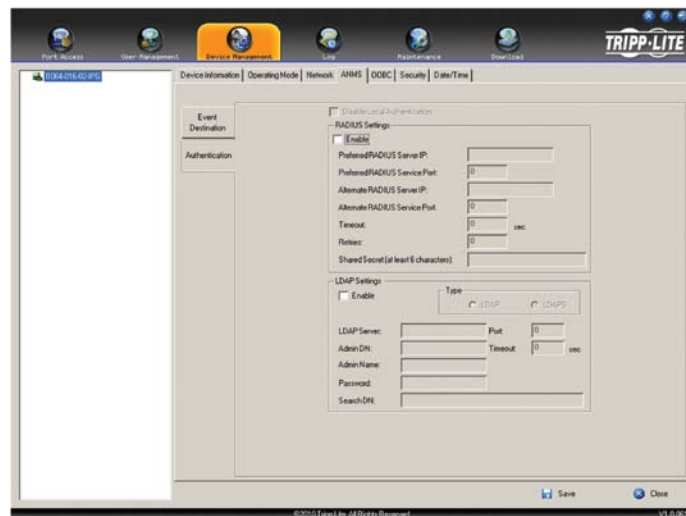 TRIPP·LITE
Port Access User Management Device Management Log Maintenance Download
B064-016-02-IPG
Device Information Operating Mode Network ANMS ODBC Security Date/Time
Event Destination
Authentication
Disable Local Authentication
RADIUS Settings
Enable
Preferred RADIUS Server IP:
Preferred RADIUS Service Port: 0
Alternate RADIUS Server IP:
Alternate RADIUS Service Port: 0
Timeout: 0 sec
Retries: 0
Shared Secret (at least 6 characters):
LDAP Settings
Enable
Type
LDAP LDAPS
LDAP Server: Port 0
Admin DN: Timeout 0 sec
Admin Name:
Password:
Search DN:
Save Close
©2010 Tripp Lite. All Rights Reserved. V1.0.061